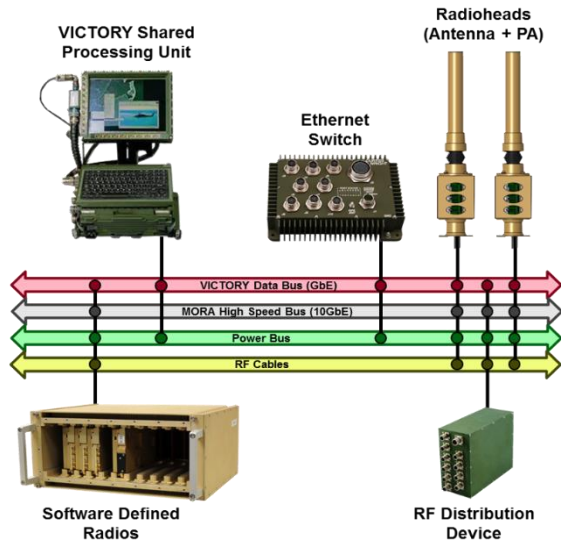 VICTORY Shared
Processing Unit
Ethernet
Switch
Radioheads
(Antenna + PA)
VICTORY Data Bus (GbE)
MORA High Speed Bus (10GbE)
Power Bus
RF Cables
Software Defined
Radios
RF Distribution
Device